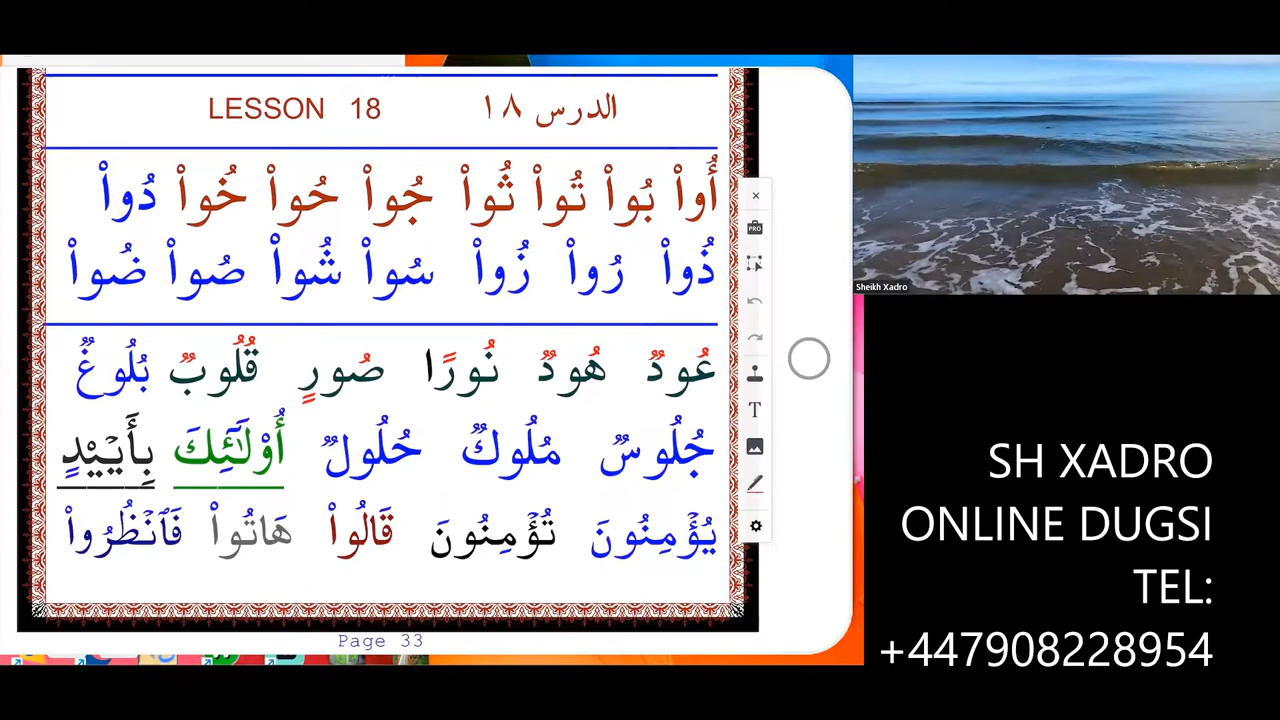 LESSON 18 الدرس ١٨
أُواْ بُواْ تُواْ ثُواْ جُواْ حُواْ خُواْ دُواْ
ذُواْ رُواْ زُواْ سُواْ شُواْ صُواْ ضُواْ
عُودٌ هُودٌ نُورًا صُورٍ قُلُوبٌ بُلُوغٌ
جُلُوسٌ مُلُوكٌ حُلُولٌ أُوْلَٰٓئِكَ بِأَيۡيْدٍ
يُؤۡمِنُونَ تُؤۡمِنُونَ قَالُواْ هَاتُواْ فَٱنۡظُرُواْ
Page 33
PRO
T
Sheikh Xadro
SH XADRO
ONLINE DUGSI
TEL:
+447908228954